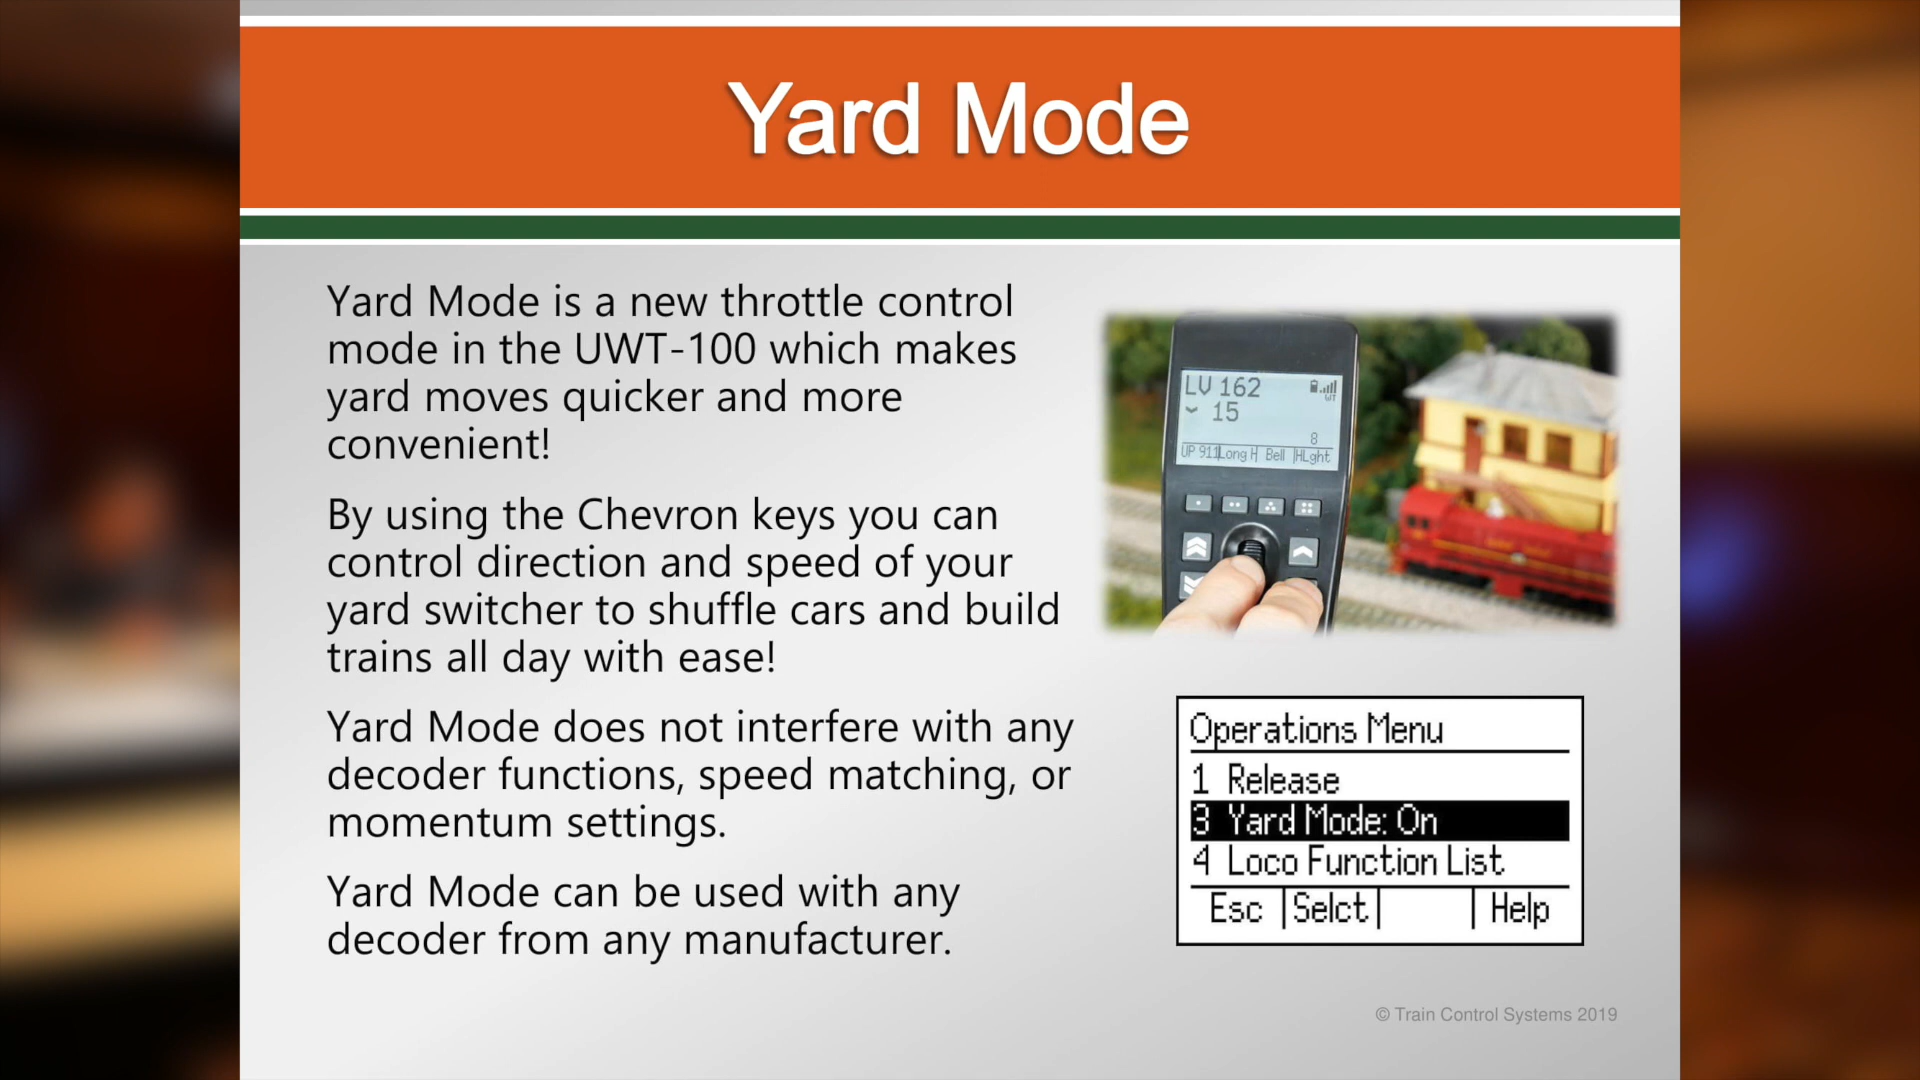 Yard Mode
Yard Mode is a new throttle control
mode in the UWT-100 which makes
yard moves quicker and more
convenient!
By using the Chevron keys you can
control direction and speed of your
yard switcher to shuffle cars and build
trains all day with ease!
Yard Mode does not interfere with any
decoder functions, speed matching, or
momentum settings.
Yard Mode can be used with any
decoder from any manufacturer.
LV 162
WT
15
8
UP 911 Long H Bell HLght
Operations Menu
1 Release
3 Yard Mode: On
4 Loco Function List
Esc Selct Help
© Train Control Systems 2019